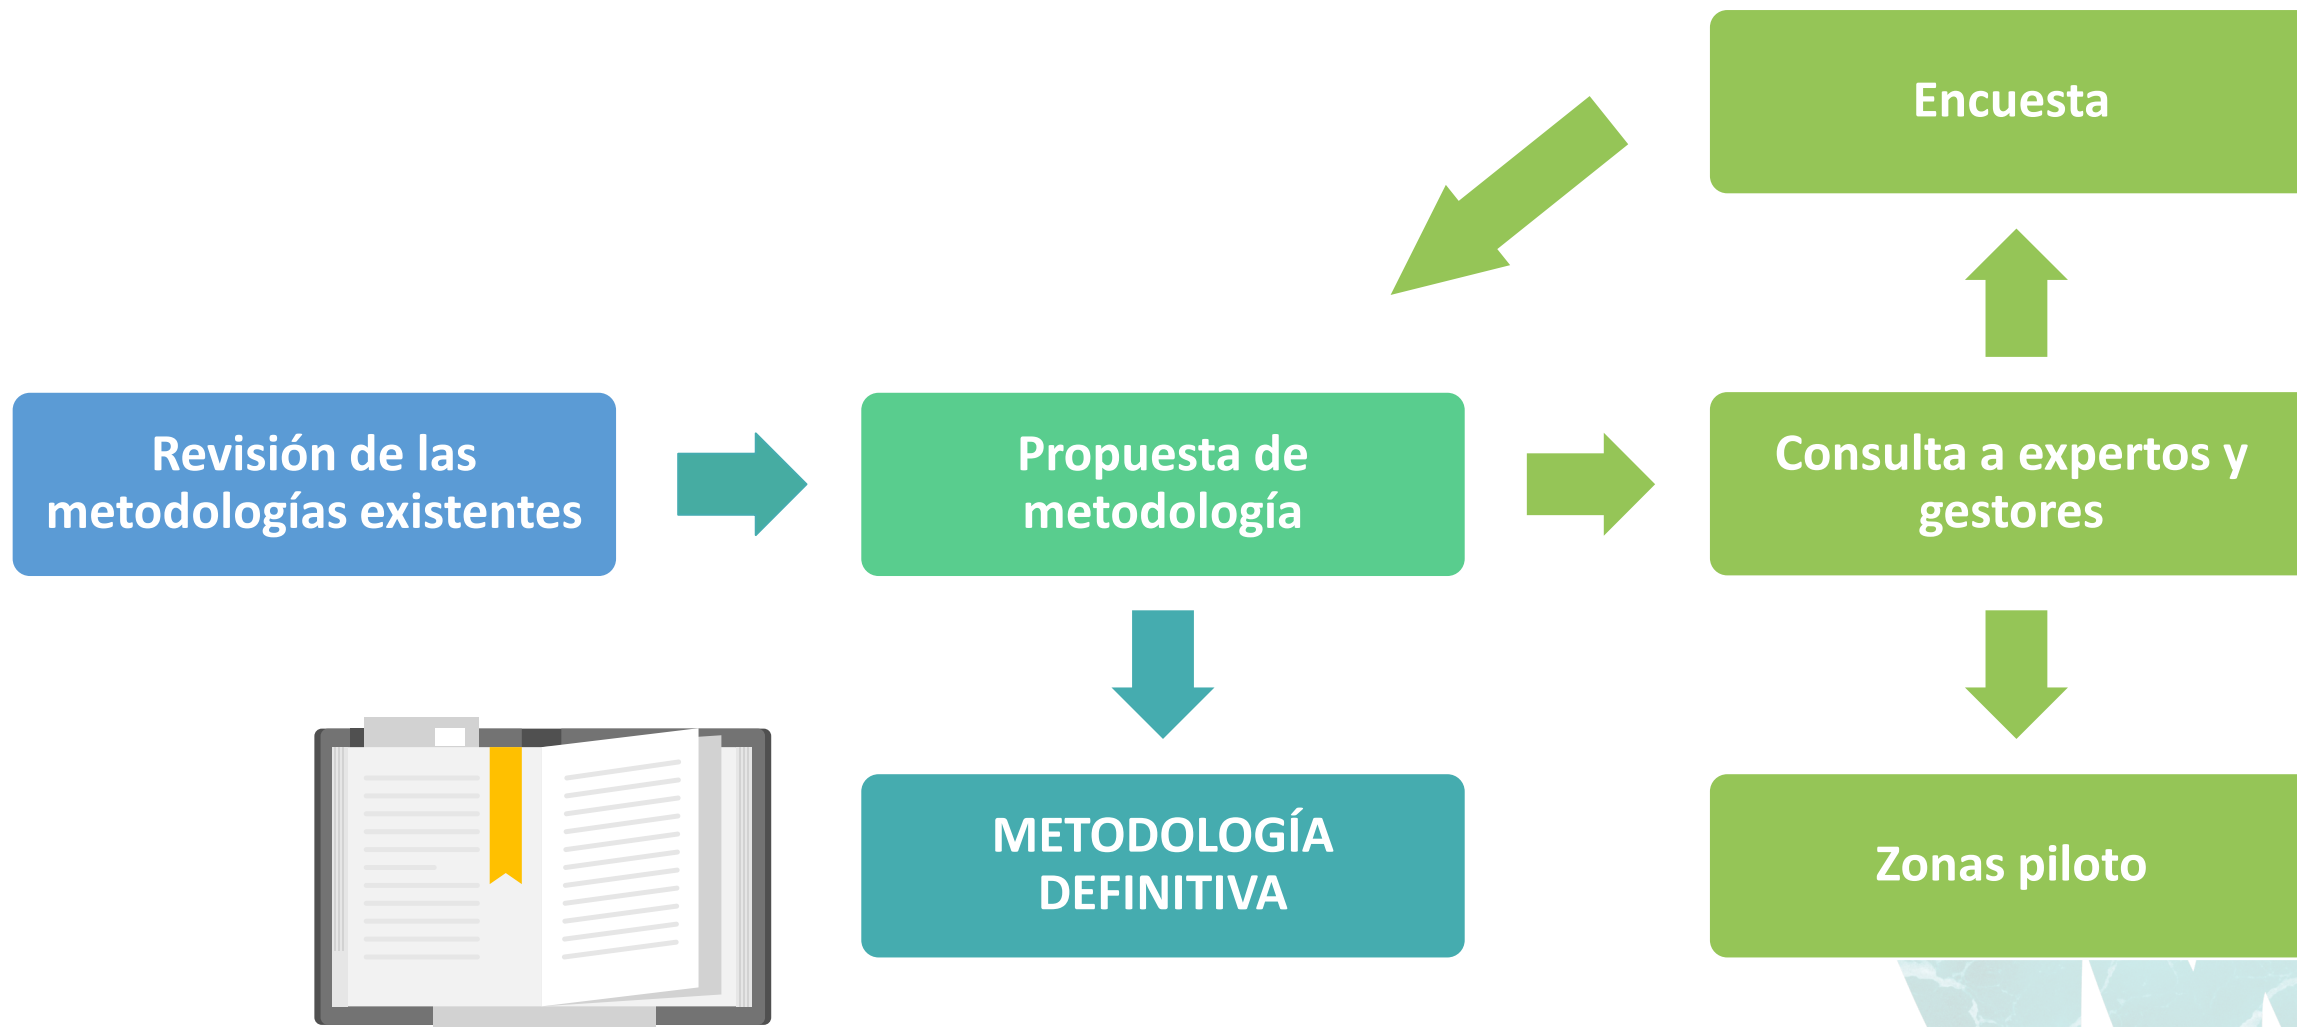 Encuesta
Revisión de las
metodologías existentes
Propuesta de
metodología
Consulta a expertos y
gestores
METODOLOGÍA
DEFINITIVA
Zonas piloto